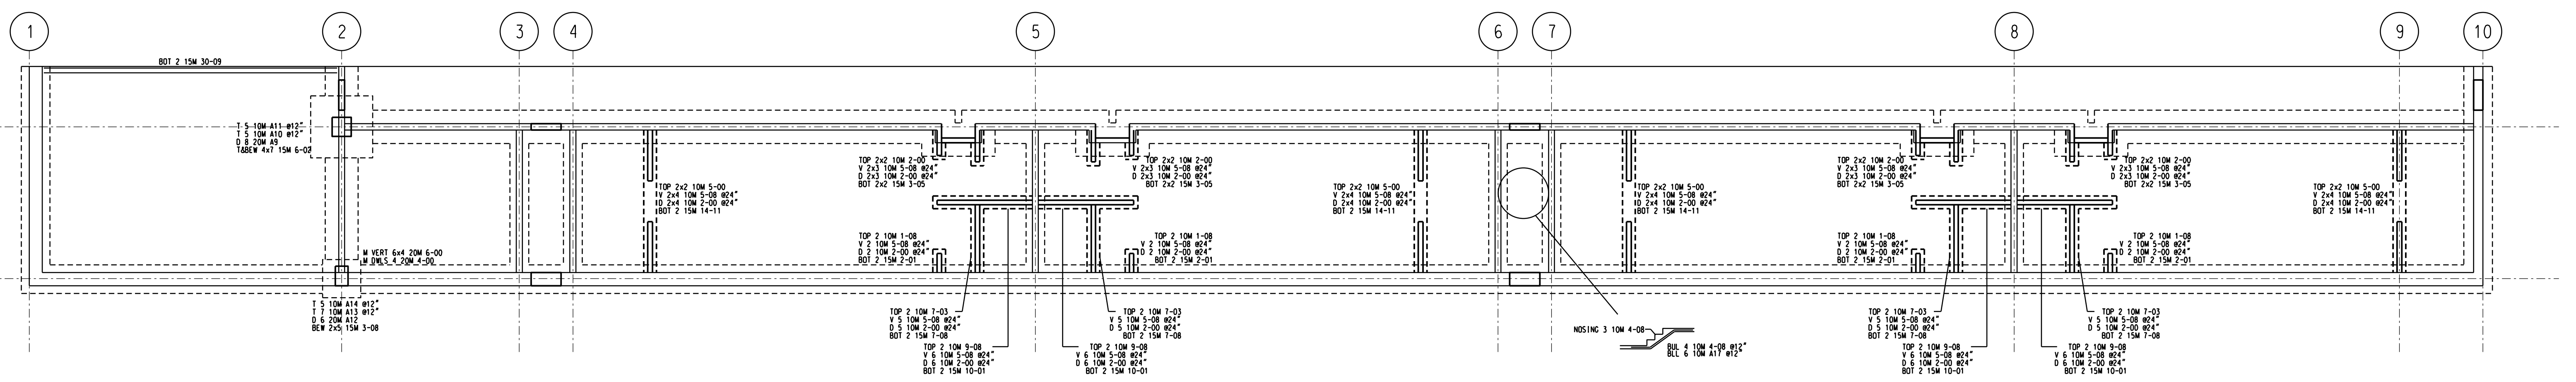 1
2
3
4
5
6
7
8
9
10
BOT 2 15M 30-09
T 5 10M A11 @12"
T 5 10M A10 @12"
D 8 20M A9
T&BEW 4x7 15M 6-02
M VERT 6x4 20M 6-00
M DWLS 4 20M 4-00
T 5 10M A14 @12"
T 7 10M A13 @12"
D 6 20M A12
BEW 2x5 15M 3-08
TOP 2x2 10M 5-00
V 2x4 10M 5-08 @24"
D 2x4 10M 2-00 @24"
BOT 2 15M 14-11
TOP 2x2 10M 2-00
V 2x3 10M 5-08 @24"
D 2x3 10M 2-00 @24"
BOT 2x2 15M 3-05
TOP 2 10M 1-08
V 2 10M 5-08 @24"
D 2 10M 2-00 @24"
BOT 2 15M 2-01
TOP 2 10M 7-03
V 5 10M 5-08 @24"
D 5 10M 2-00 @24"
BOT 2 15M 7-08
TOP 2 10M 9-08
V 6 10M 5-08 @24"
D 6 10M 2-00 @24"
BOT 2 15M 10-01
TOP 2x2 10M 2-00
V 2x3 10M 5-08 @24"
D 2x3 10M 2-00 @24"
BOT 2x2 15M 3-05
TOP 2 10M 1-08
V 2 10M 5-08 @24"
D 2 10M 2-00 @24"
BOT 2 15M 2-01
TOP 2 10M 7-03
V 5 10M 5-08 @24"
D 5 10M 2-00 @24"
BOT 2 15M 7-08
TOP 2 10M 9-08
V 6 10M 5-08 @24"
D 6 10M 2-00 @24"
BOT 2 15M 10-01
TOP 2x2 10M 5-00
V 2x4 10M 5-08 @24"
D 2x4 10M 2-00 @24"
BOT 2 15M 14-11
NOSING 3 10M 4-08
BUL 4 10M 4-08 @12"
BLL 6 10M A17 @12"
TOP 2x2 10M 5-00
V 2x4 10M 5-08 @24"
D 2x4 10M 2-00 @24"
BOT 2 15M 14-11
TOP 2x2 10M 2-00
V 2x3 10M 5-08 @24"
D 2x3 10M 2-00 @24"
BOT 2x2 15M 3-05
TOP 2 10M 1-08
V 2 10M 5-08 @24"
D 2 10M 2-00 @24"
BOT 2 15M 2-01
TOP 2 10M 7-03
V 5 10M 5-08 @24"
D 5 10M 2-00 @24"
BOT 2 15M 7-08
TOP 2 10M 9-08
V 6 10M 5-08 @24"
D 6 10M 2-00 @24"
BOT 2 15M 10-01
TOP 2x2 10M 2-00
V 2x3 10M 5-08 @24"
D 2x3 10M 2-00 @24"
BOT 2x2 15M 3-05
TOP 2 10M 1-08
V 2 10M 5-08 @24"
D 2 10M 2-00 @24"
BOT 2 15M 2-01
TOP 2 10M 7-03
V 5 10M 5-08 @24"
D 5 10M 2-00 @24"
BOT 2 15M 7-08
TOP 2 10M 9-08
V 6 10M 5-08 @24"
D 6 10M 2-00 @24"
BOT 2 15M 10-01
TOP 2x2 10M 5-00
V 2x4 10M 5-08 @24"
D 2x4 10M 2-00 @24"
BOT 2 15M 14-11